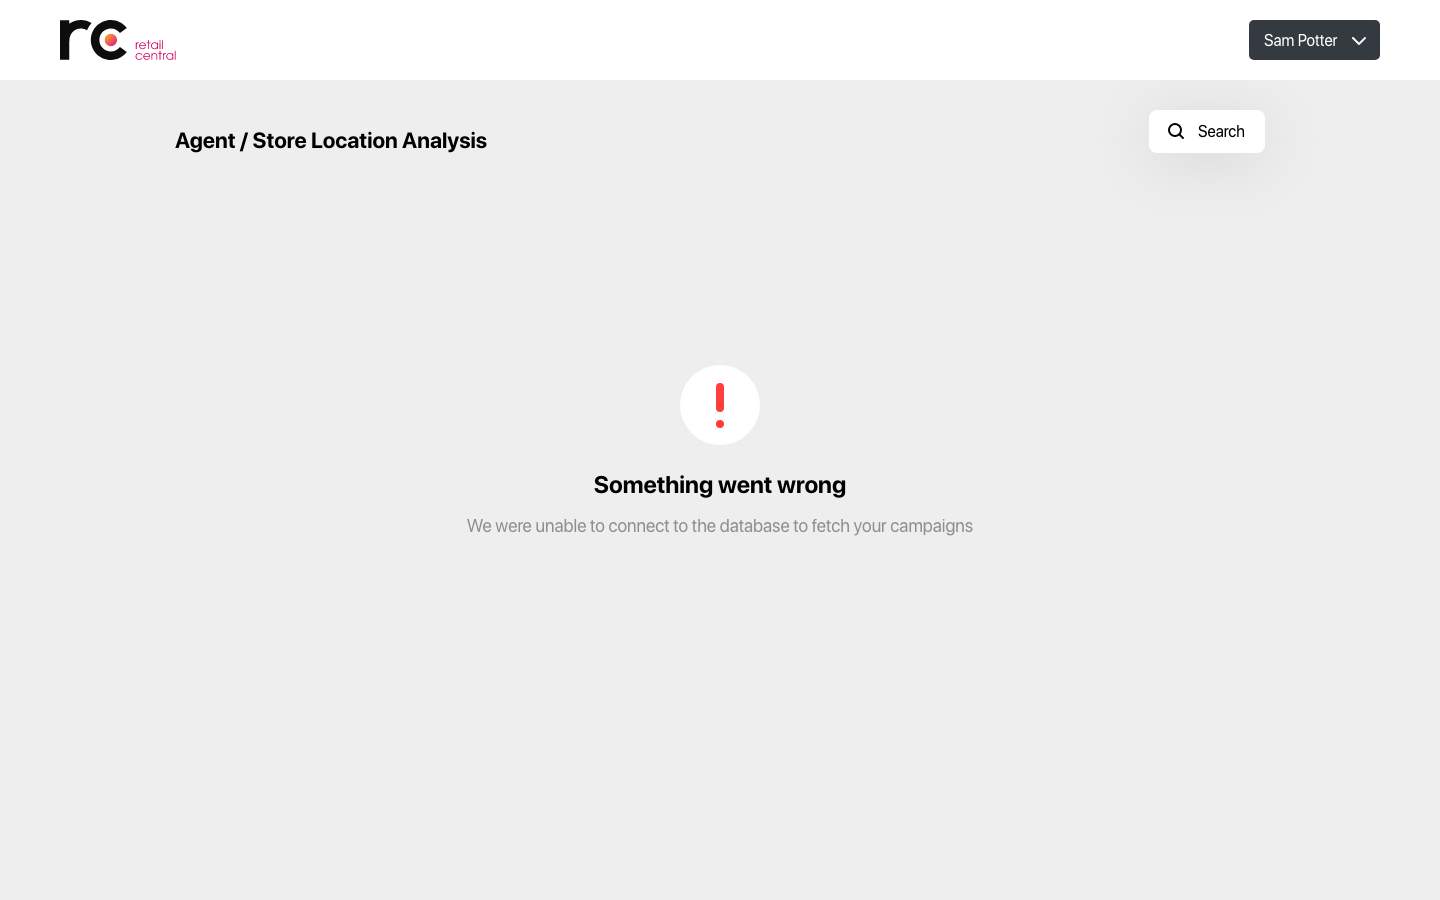 rc
retail
central
Sam Potter
Agent / Store Location Analysis
Search
Something went wrong
We were unable to connect to the database to fetch your campaigns